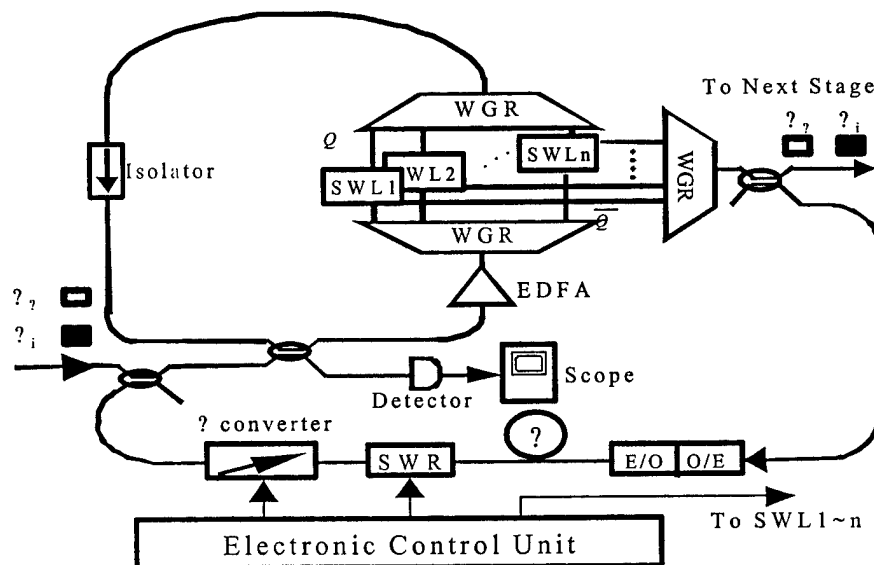 To Next Stage
WGR
? ?
? i
Q
SWLn
Isolator
WL2
WGR
SWL1
Q
WGR
? ?
EDFA
? i
Scope
Detector
? converter
?
SWR
E/O O/E
To SWL1~n
Electronic Control Unit